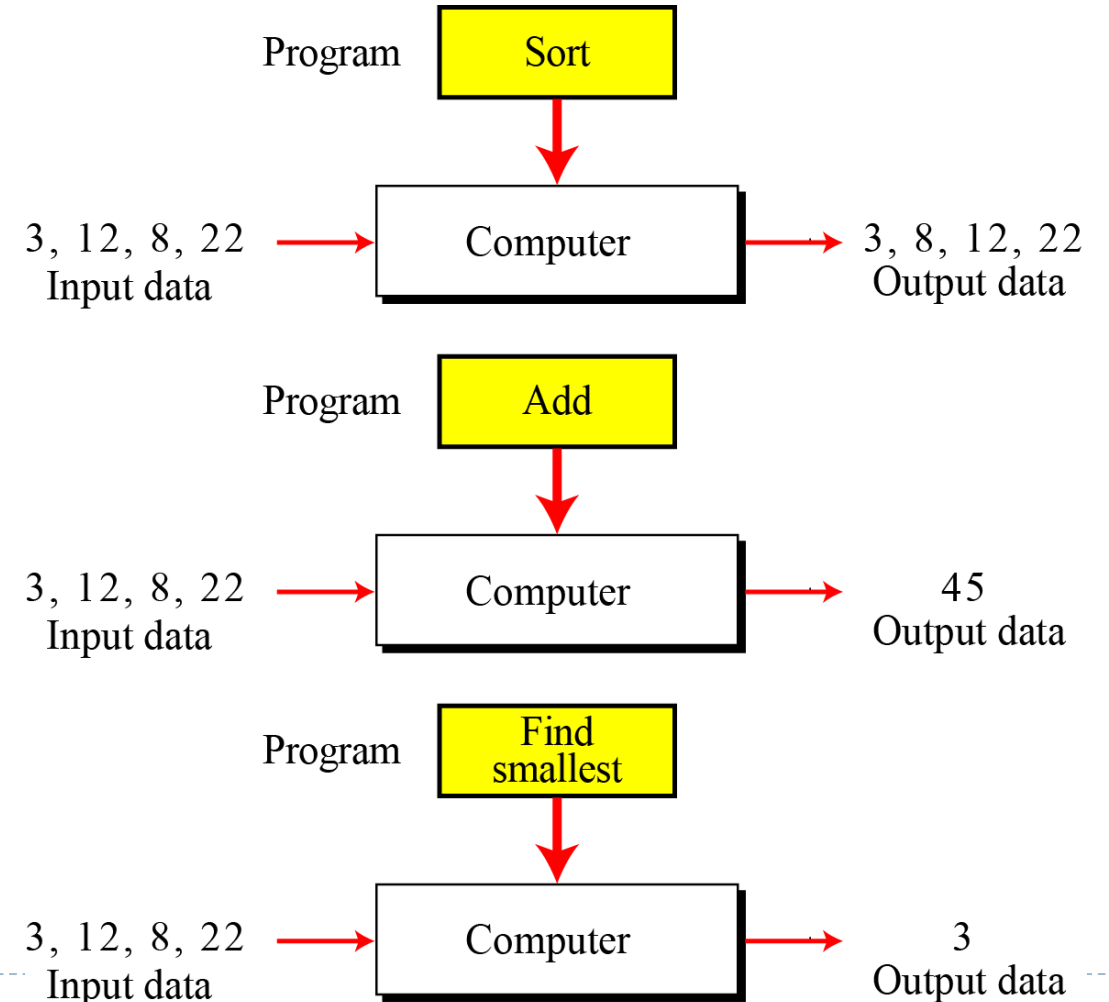 Program
Sort
3, 12, 8, 22
Input data
Computer
3, 8, 12, 22
Output data
Program
Add
3, 12, 8, 22
Input data
Computer
45
Output data
Program
Find
smallest
3, 12, 8, 22
Input data
Computer
3
Output data